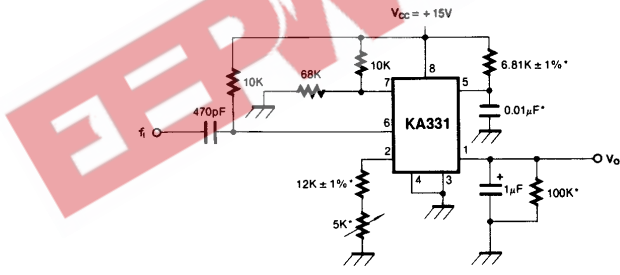 EEPW
Vcc = +15V
10K
10K
68K
6.81K ± 1%*
470pF
0.01µF*
fi
7
8
5
6
KA331
2
1
4
3
Vo
12K ± 1%*
5K*
+
1µF
100K*